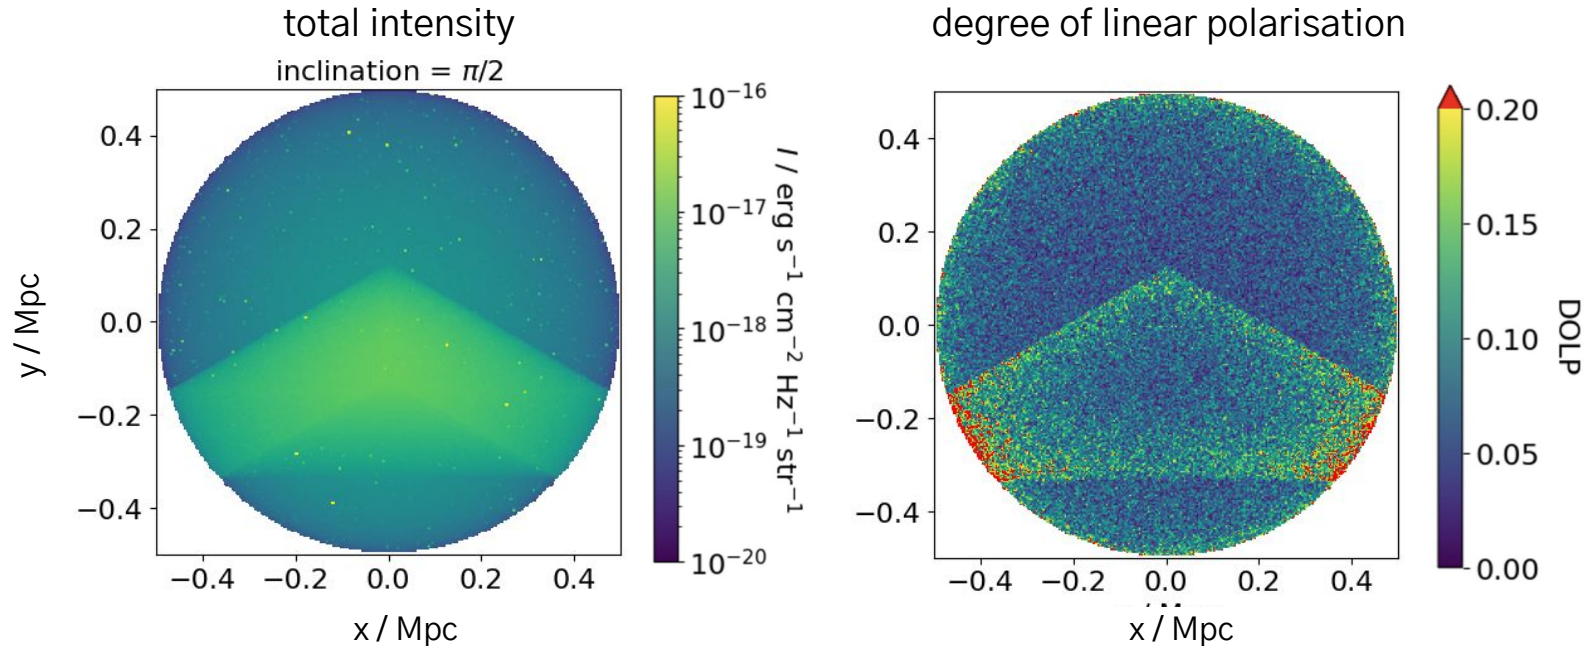 total intensity
degree of linear polarisation
inclination = π/2
0.4
0.2
0.0
−0.2
−0.4
y / Mpc
−0.4 −0.2 0.0 0.2 0.4
x / Mpc
10⁻¹⁶
10⁻¹⁷
10⁻¹⁸
10⁻¹⁹
10⁻²⁰
I / erg s⁻¹ cm⁻² Hz⁻¹ str⁻¹
0.4
0.2
0.0
−0.2
−0.4
−0.4 −0.2 0.0 0.2 0.4
x / Mpc
0.20
0.15
0.10
0.05
0.00
DOLP